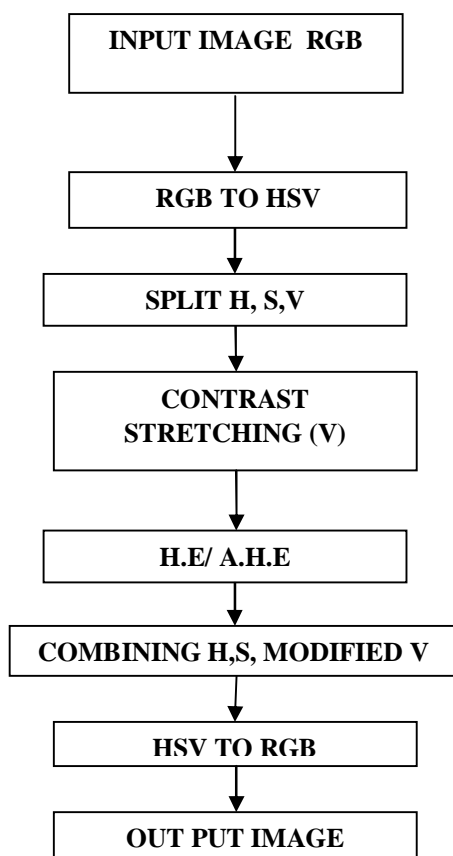 INPUT IMAGE RGB
RGB TO HSV
SPLIT H, S,V
CONTRAST
STRETCHING (V)
H.E/ A.H.E
COMBINING H,S, MODIFIED V
HSV TO RGB
OUT PUT IMAGE